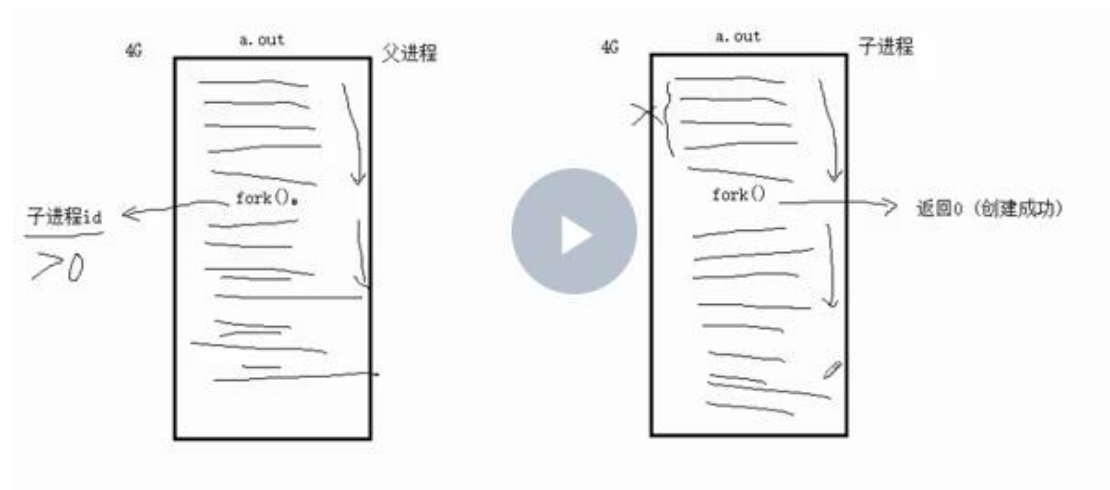 4G
a.out
父进程
fork()。
子进程id
>0
4G
a.out
子进程
fork()
返回0（创建成功）